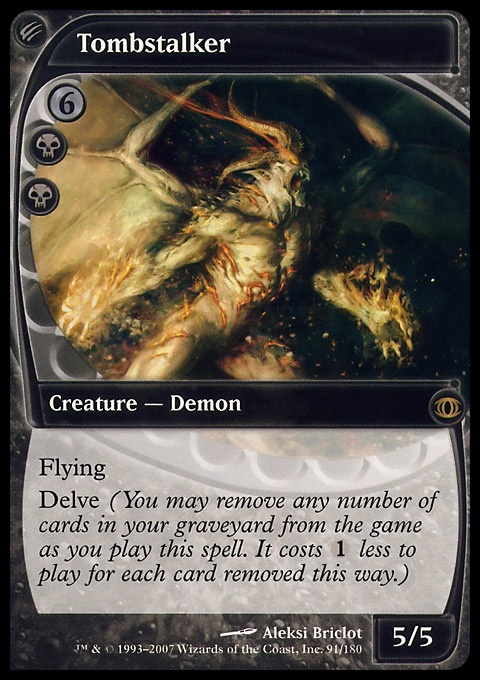 Tombstalker
6
Creature — Demon
Flying
Delve (You may remove any number of
cards in your graveyard from the game
as you play this spell. It costs 1 less to
play for each card removed this way.)
Aleksi Briclot
™ & © 1993–2007 Wizards of the Coast, Inc. 91/180
5/5